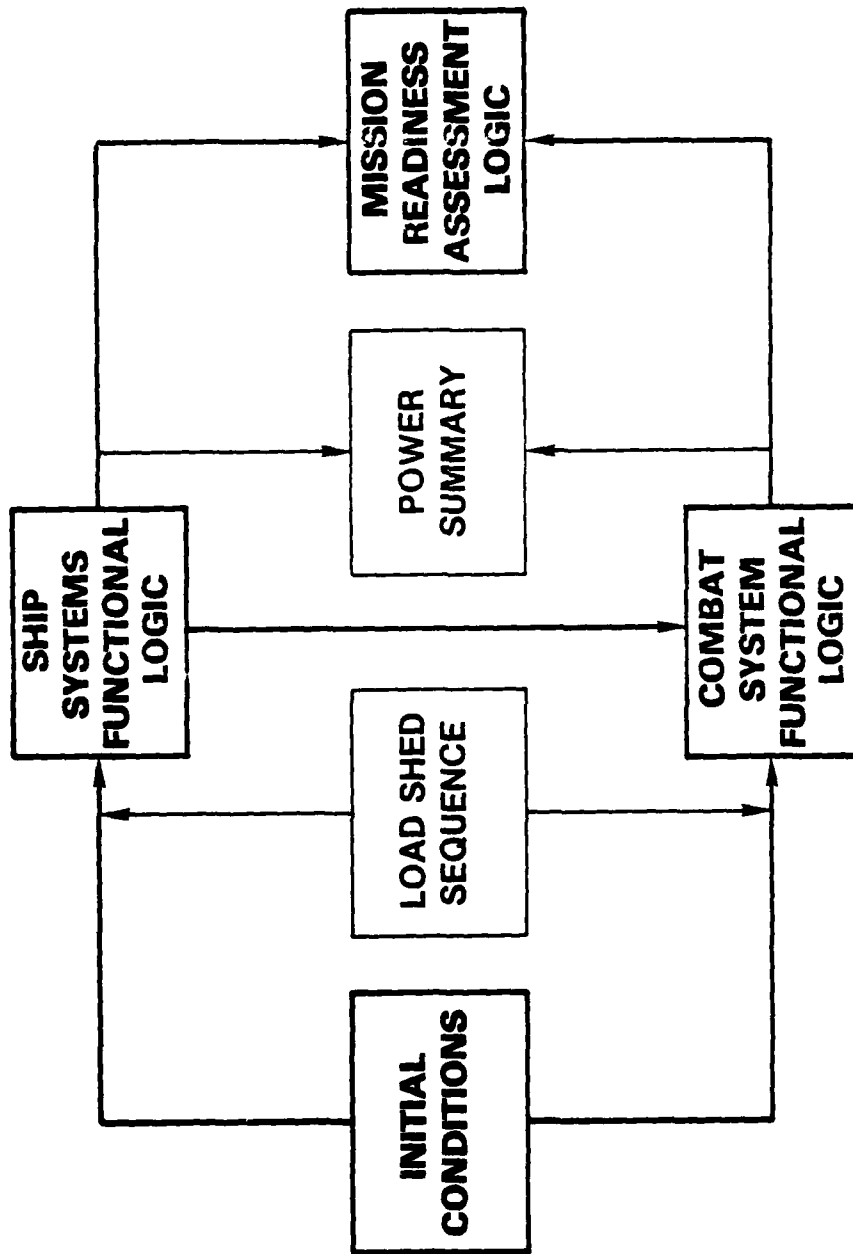 INITIAL
CONDITIONS
LOAD SHED
SEQUENCE
SHIP
SYSTEMS
FUNCTIONAL
LOGIC
COMBAT
SYSTEM
FUNCTIONAL
LOGIC
POWER
SUMMARY
MISSION
READINESS
ASSESSMENT
LOGIC